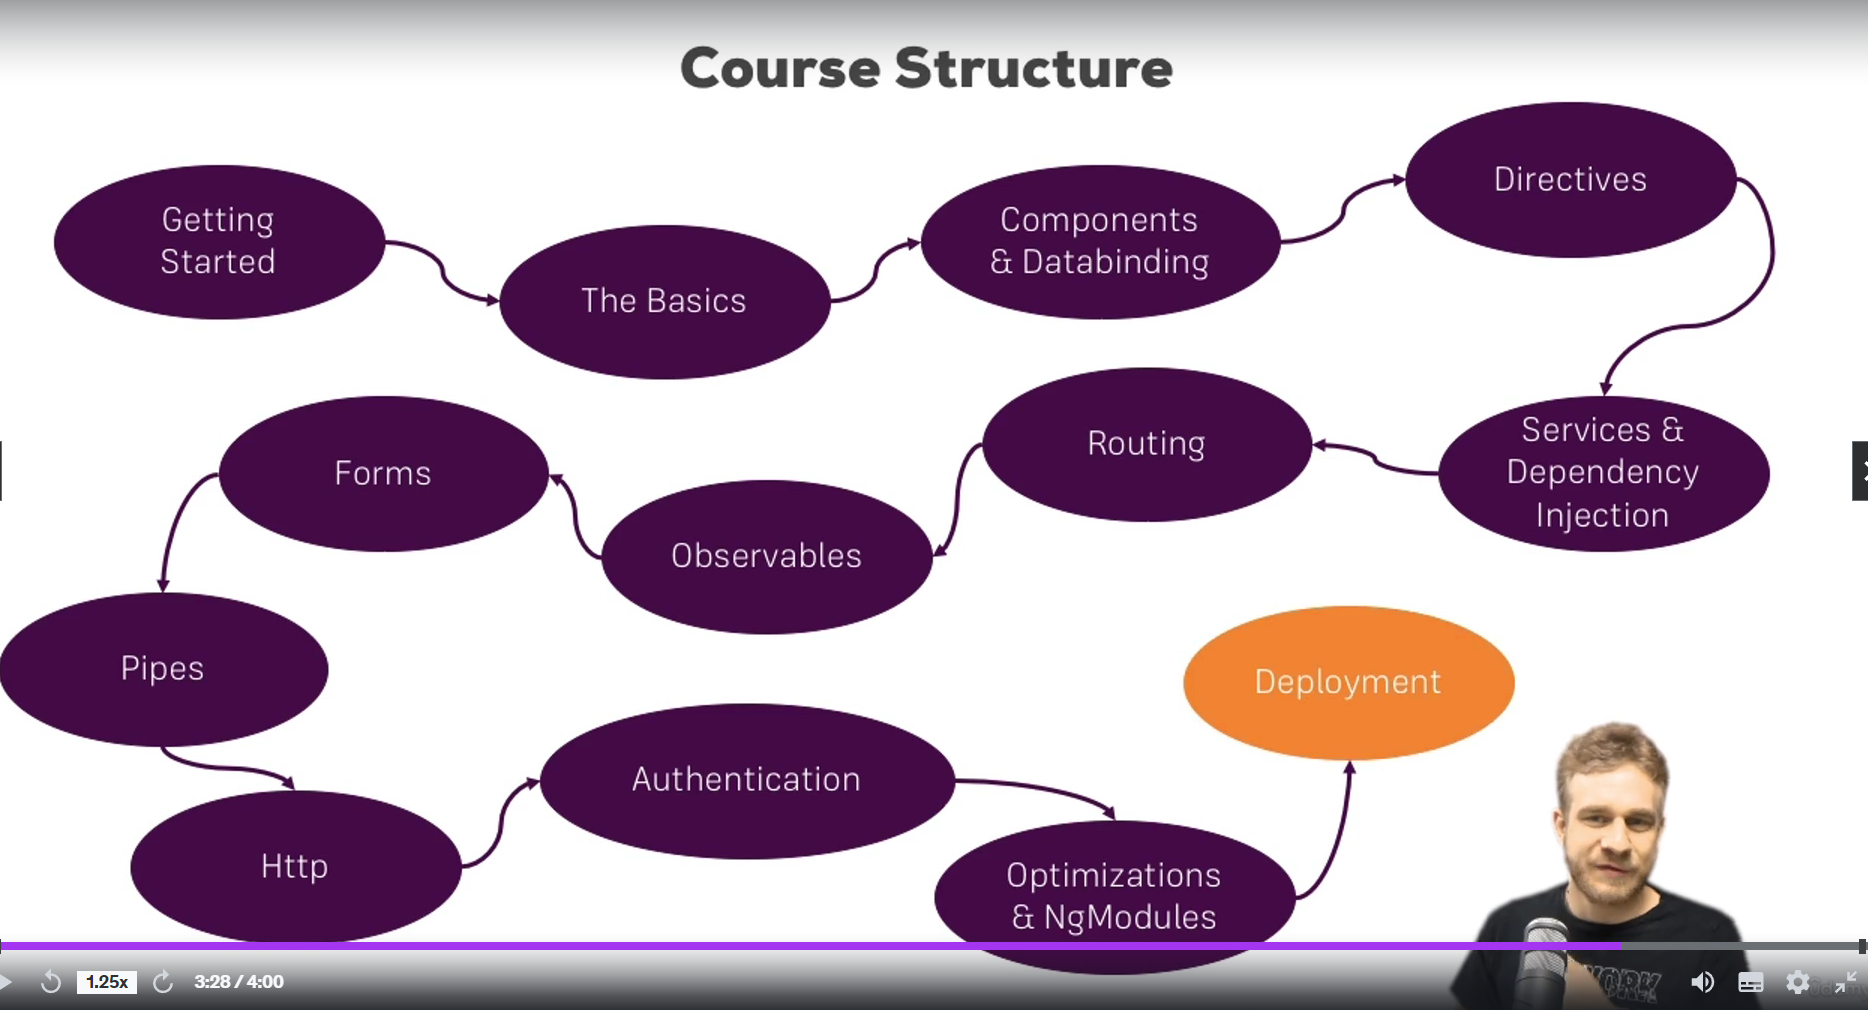 Course Structure
Getting
Started
The Basics
Components
& Databinding
Directives
Services &
Dependency
Injection
Routing
Observables
Forms
Pipes
Http
Authentication
Optimizations
& NgModules
Deployment
WORK
1.25x
3:28 / 4:00